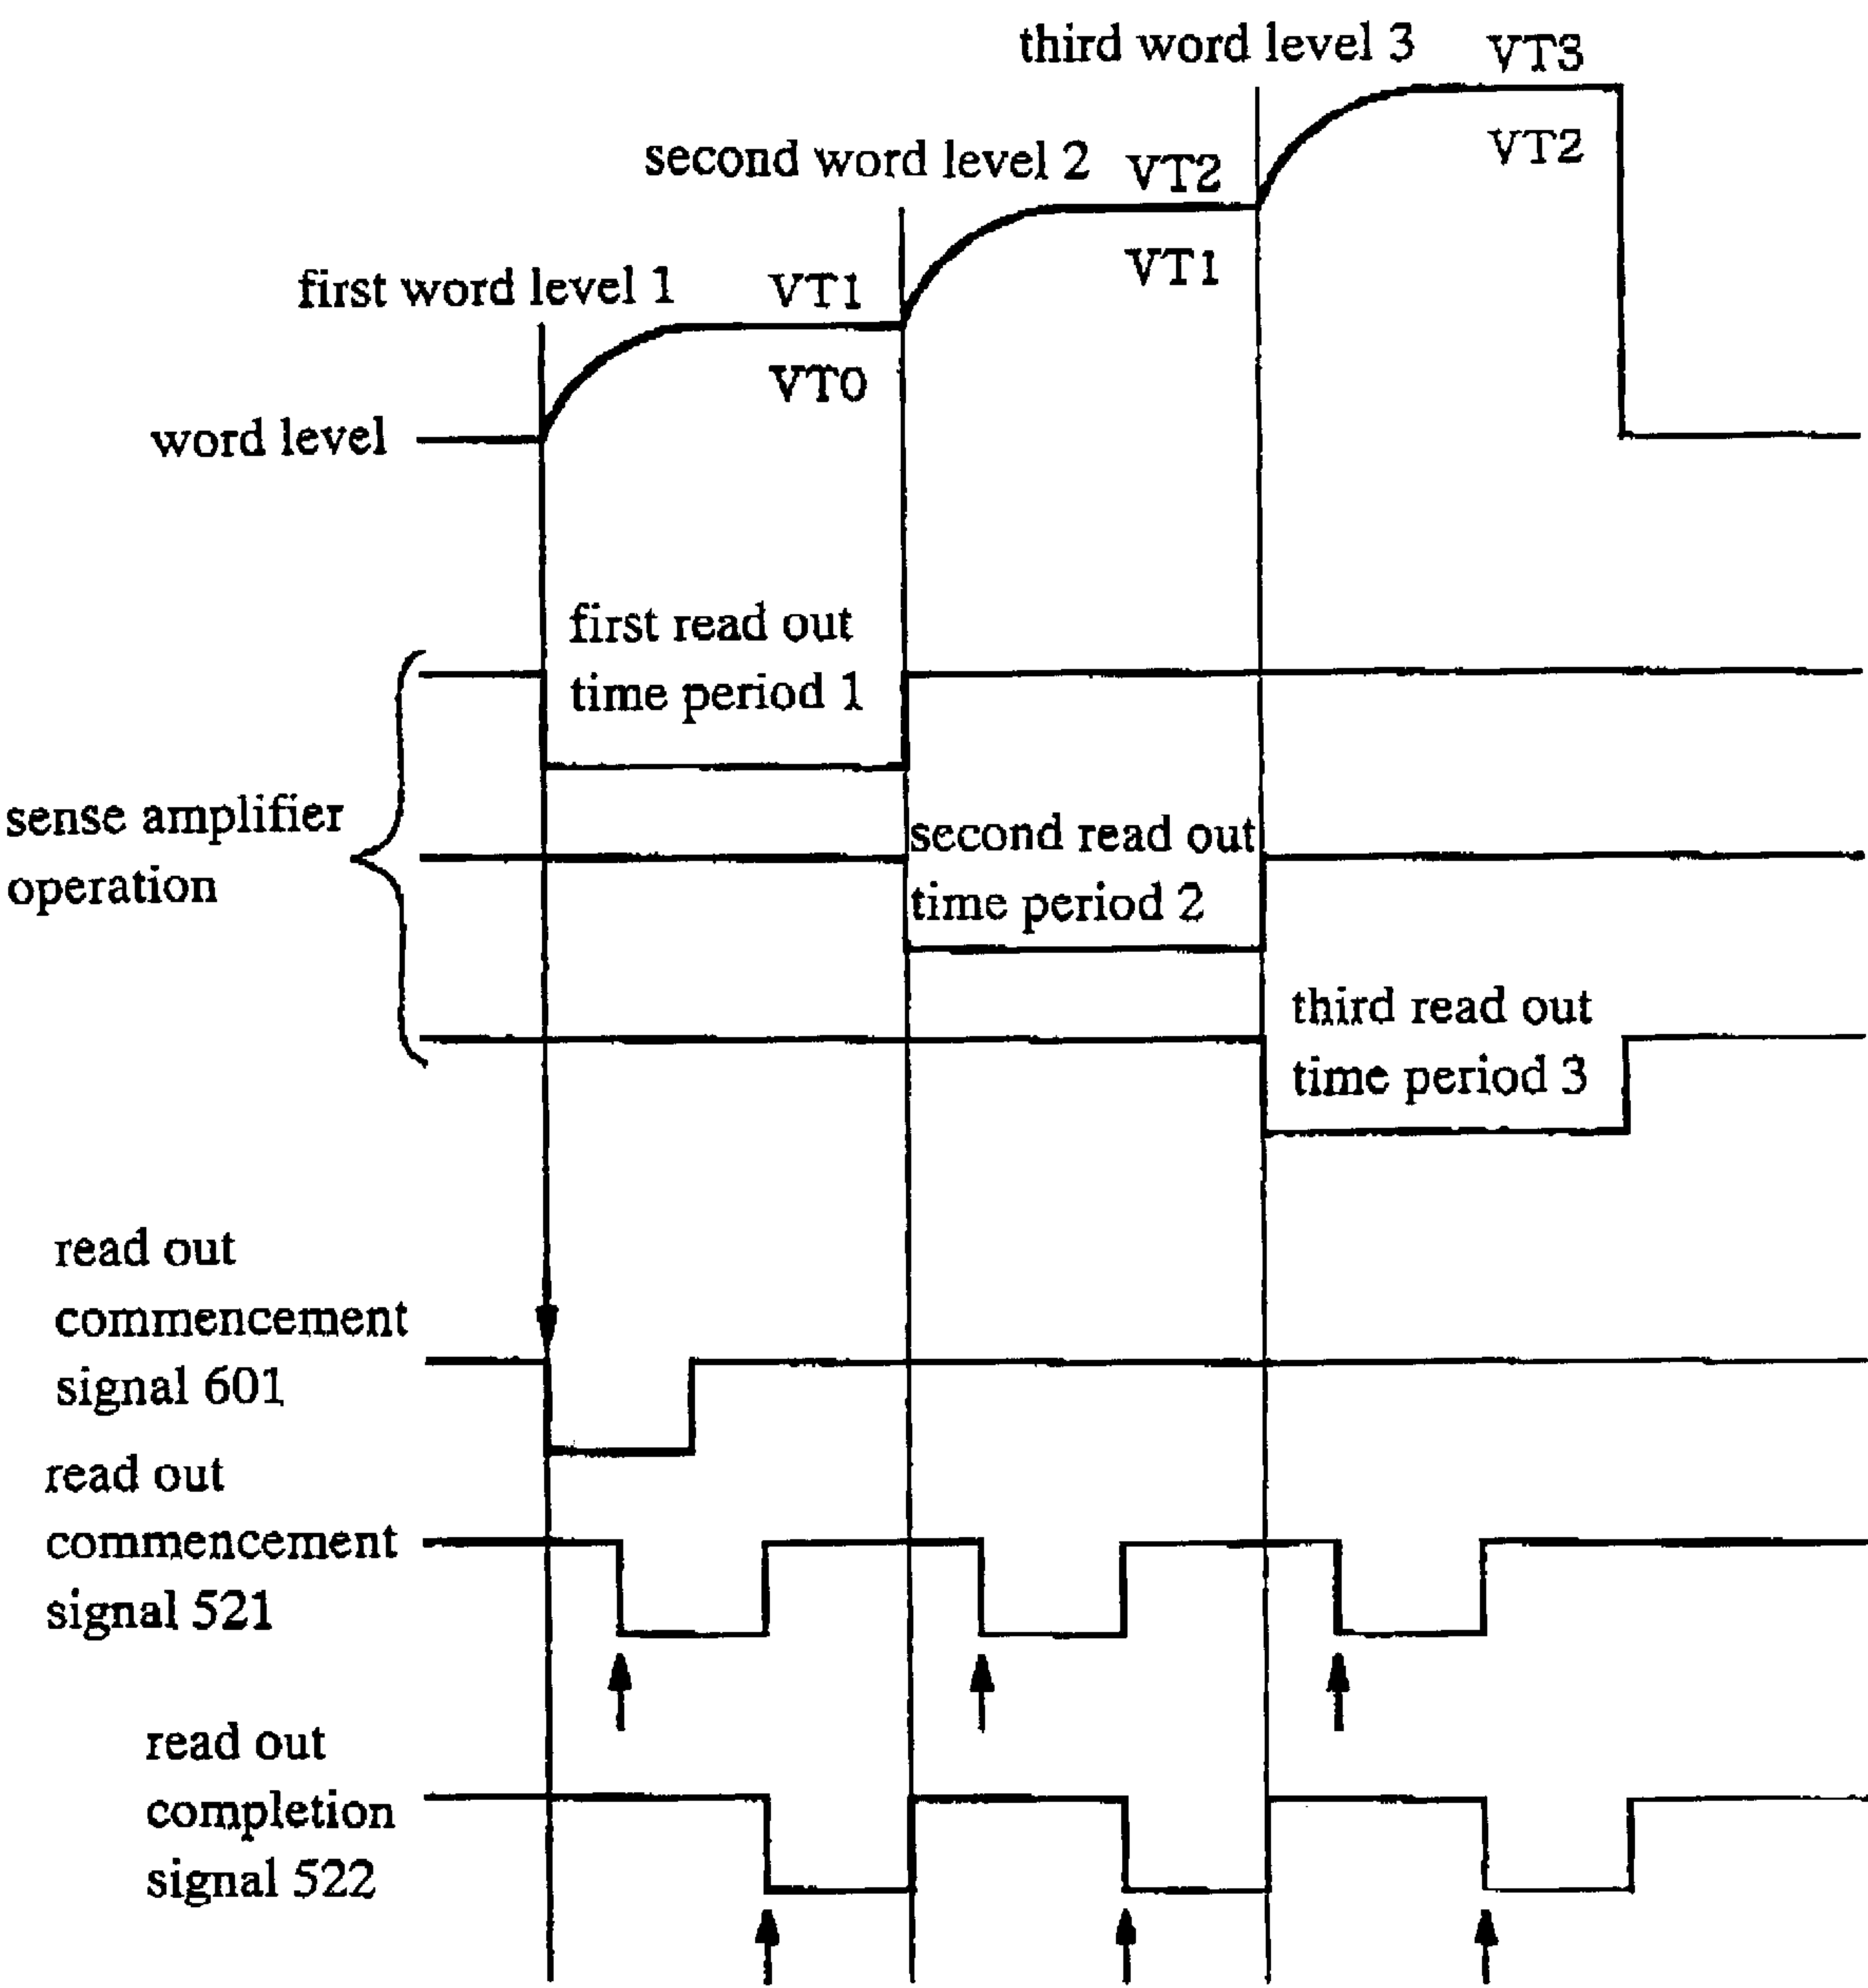 third word level 3 VT3
VT2
second word level 2 VT2
VT1
first word level 1 VT1
VT0
word level
first read out
time period 1
sense amplifier
operation
second read out
time period 2
third read out
time period 3
read out
commencement
signal 601
read out
commencement
signal 521
read out
completion
signal 522